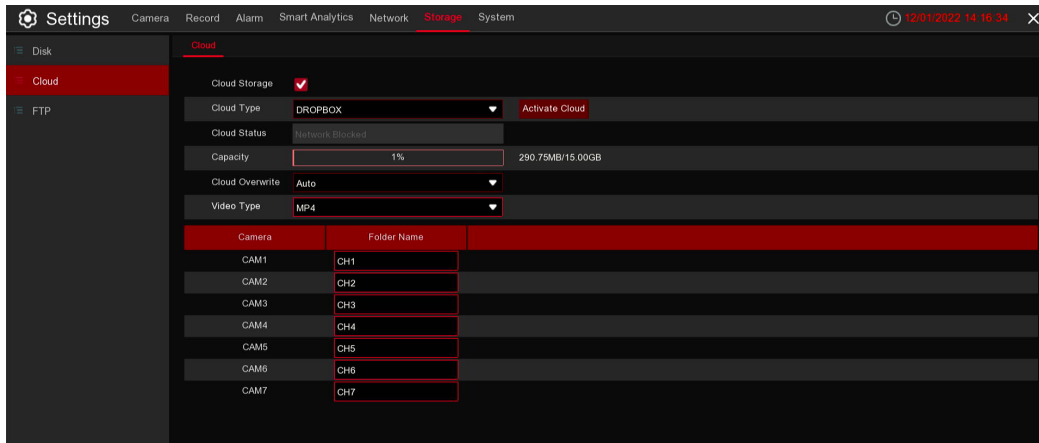 Settings Camera Record Alarm Smart Analytics Network Storage System 12/01/2022 14:16:34
Disk
Cloud
FTP
Cloud
Cloud Storage
Cloud Type DROPBOX Activate Cloud
Cloud Status Network Blocked
Capacity 1% 290.75MB/15.00GB
Cloud Overwrite Auto
Video Type MP4
Camera Folder Name
CAM1 CH1
CAM2 CH2
CAM3 CH3
CAM4 CH4
CAM5 CH5
CAM6 CH6
CAM7 CH7